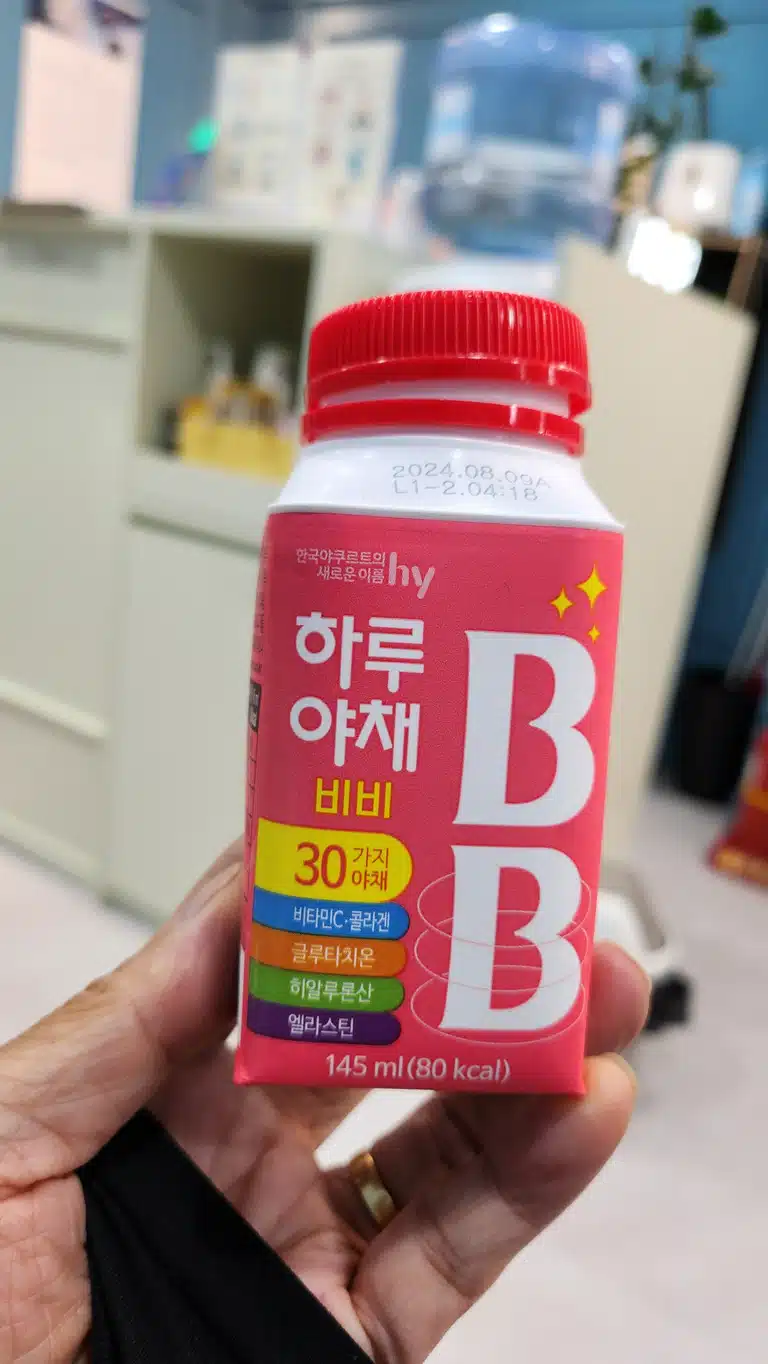 2024.08.09A
L1-2.04:18
한국야쿠르트의
새로운이름 hy
하루
야채
비비
BB
30 가지
야채
비타민C·콜라겐
글루타치온
히알루론산
엘라스틴
145 ml(80 kcal)